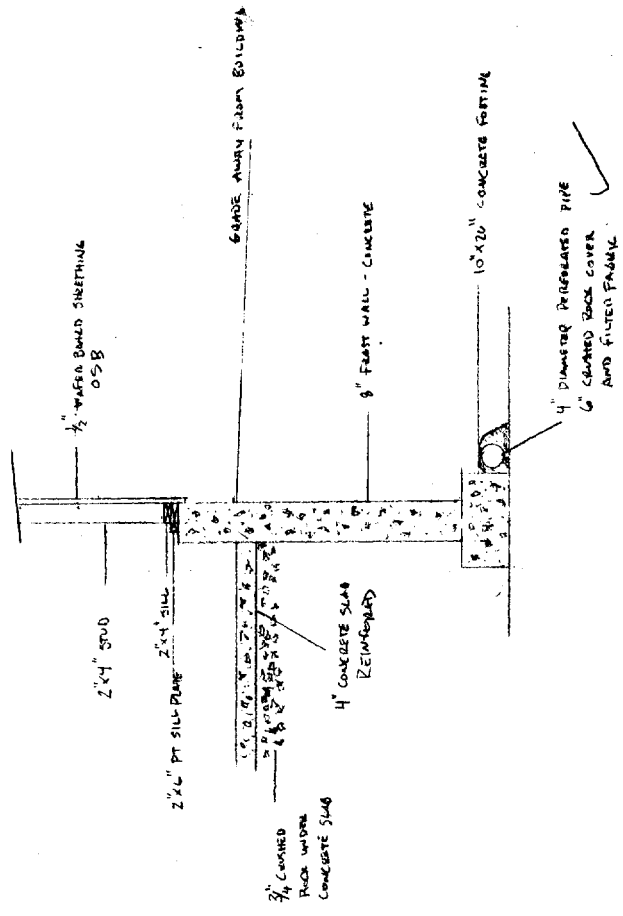 1/2" WAFER BOARD SHEETHING
OSB
2"x4" STUD
2"x4" SILL
2"x6" PT SILL PLATE
GRADE AWAY FROM BUILDING
3/4" CRUSHED
ROCK UNDER
CONCRETE SLAB
4" CONCRETE SLAB
REINFORED
8" FROST WALL - CONCRETE
10"x20" CONCRETE FOOTING
4" DIAMETER PERFORATED PIPE
6" CRUSHED ROCK COVER
AND FILTER FABRIC